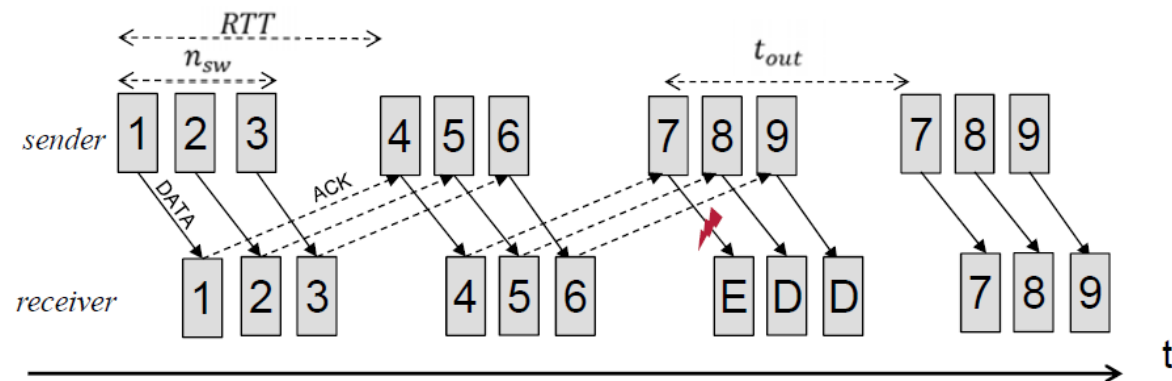 RTT
n_sw
t_out
sender
1 2 3 4 5 6 7 8 9 7 8 9
DATA
ACK
receiver
1 2 3 4 5 6 E D D 7 8 9
t